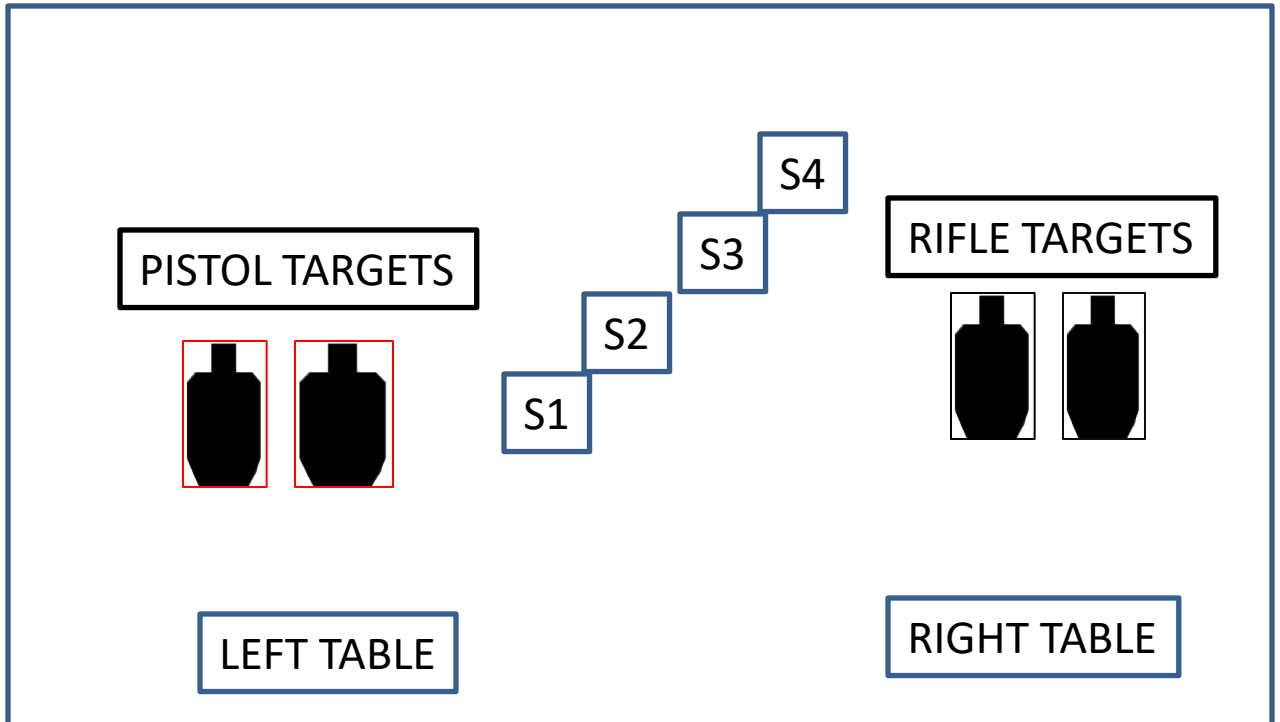 S4
RIFLE TARGETS
S3
PISTOL TARGETS
S2
S1
LEFT TABLE
RIGHT TABLE